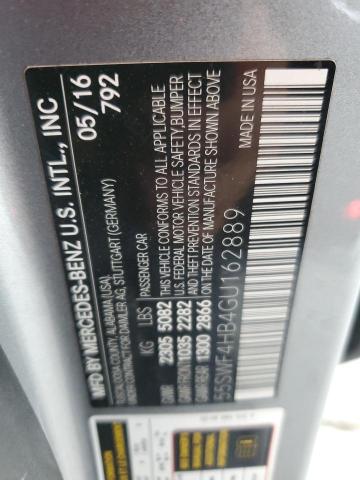 MFD BY MERCEDES-BENZ U.S. INTL., INC
TUSCALOOSA COUNTY, ALABAMA (USA),
UNDER CONTRACT FOR DAIMLER AG, STUTTGART (GERMANY)
05/16
792
PASSENGER CAR
KG LBS
GVWR 2305 5082
GAWR FRONT 1035 2282
GAWR REAR 1300 2866
THIS VEHICLE CONFORMS TO ALL APPLICABLE
U.S. FEDERAL MOTOR VEHICLE SAFETY, BUMPER
AND THEFT PREVENTION STANDARDS IN EFFECT
ON THE DATE OF MANUFACTURE SHOWN ABOVE
MADE IN USA
55SWF4HB4GU162889